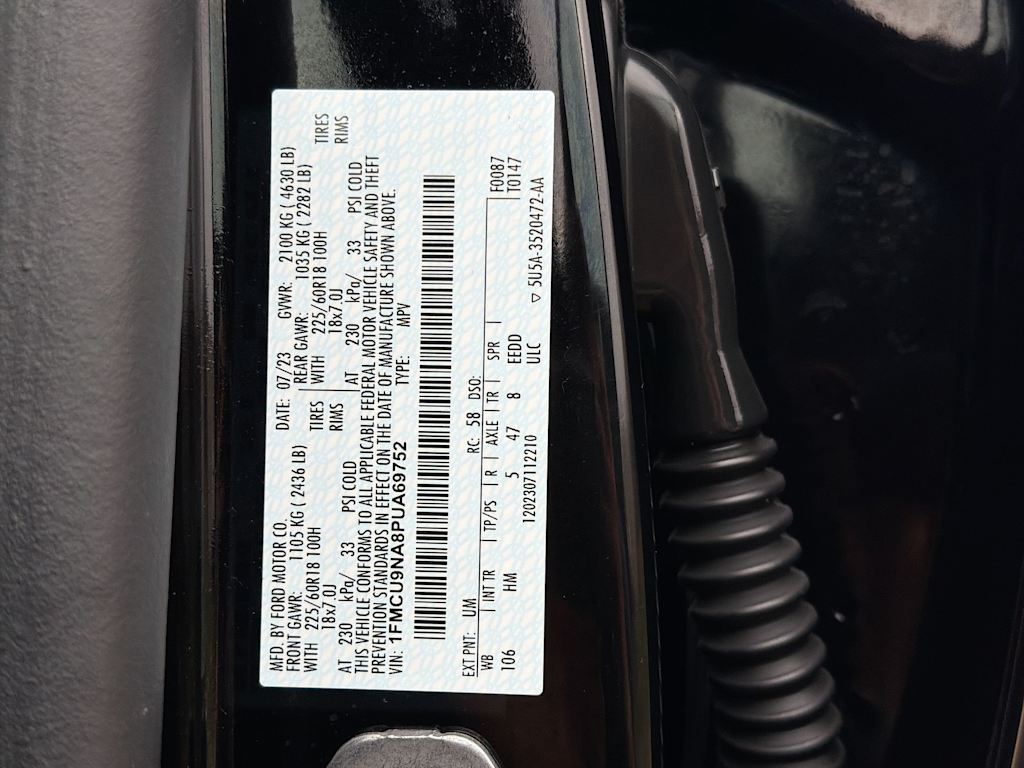 MFD. BY FORD MOTOR CO.
DATE: 07/23 GVWR: 2100 KG ( 4630 LB)
FRONT GAWR: 1105 KG ( 2436 LB) REAR GAWR: 1035 KG ( 2282 LB)
WITH 225/60R18 100H TIRES WITH 225/60R18 100H TIRES
18x7.0J RIMS 18x7.0J RIMS
AT 230 kPa/ 33 PSI COLD AT 230 kPa/ 33 PSI COLD
THIS VEHICLE CONFORMS TO ALL APPLICABLE FEDERAL MOTOR VEHICLE SAFETY AND THEFT
PREVENTION STANDARDS IN EFFECT ON THE DATE OF MANUFACTURE SHOWN ABOVE.
VIN: 1FMCU9NA8PUA69752 TYPE: MPV
EXT PNT: UM RC: 58 DSO: F0087
WB INT TR TP/PS R AXLE TR SPR T0147
106 HM 5 47 8 EEDD
120230711221​0 ULC ▽ 5U5A-3520472-AA